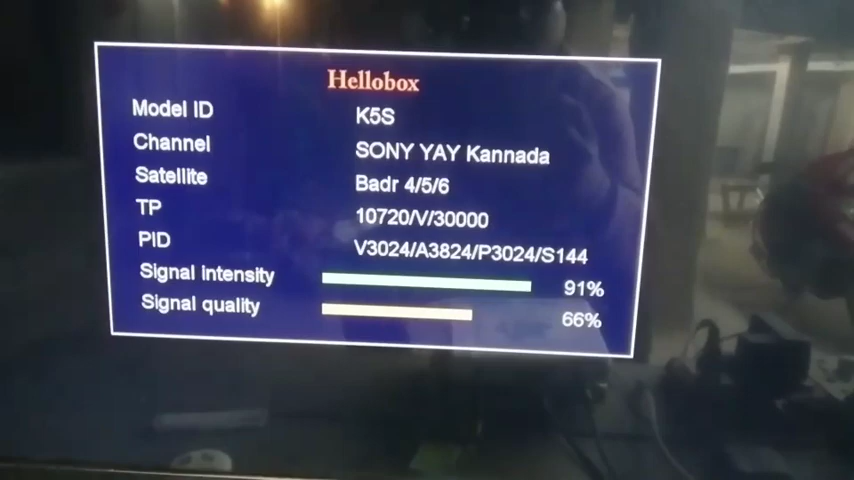 Hellobox
Model ID K5S
Channel SONY YAY Kannada
Satellite Badr 4/5/6
TP 10720/V/30000
PID V3024/A3824/P3024/S144
Signal intensity 91%
Signal quality 66%